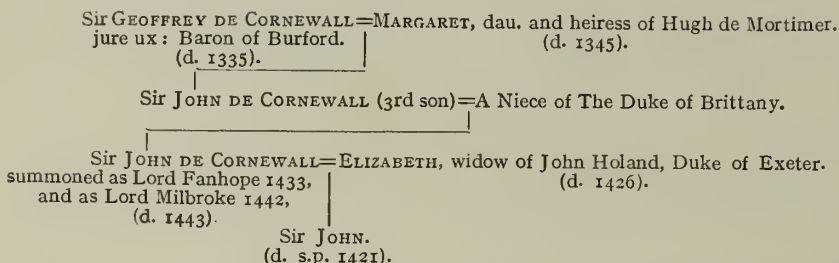 Sir GEOFFREY DE CORNEWALL=MARGARET, dau. and heiress of Hugh de Mortimer.
jure ux: Baron of Burford. (d. 1345).
(d. 1335).
Sir JOHN DE CORNEWALL (3rd son)=A Niece of The Duke of Brittany.
Sir JOHN DE CORNEWALL=ELIZABETH, widow of John Holand, Duke of Exeter.
summoned as Lord Fanhope 1433, (d. 1426).
and as Lord Milbroke 1442,
(d. 1443).
Sir JOHN.
(d. s.p. 1421).